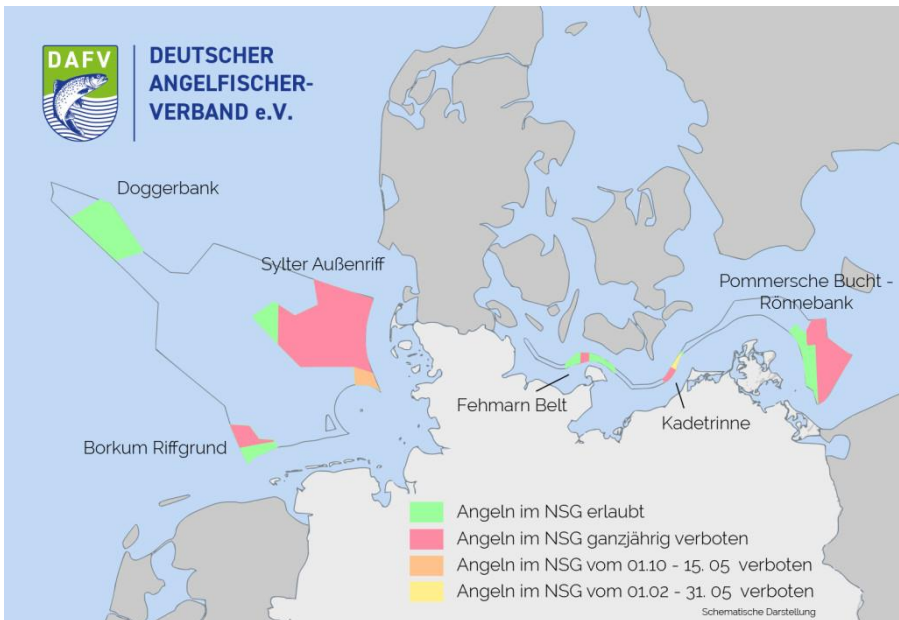 DAFV
DEUTSCHER
ANGELFISCHER-
VERBAND e.V.
Doggerbank
Sylter Außenriff
Pommersche Bucht -
Rönnebank
Fehmarn Belt
Kadetrinne
Borkum Riffgrund
Angeln im NSG erlaubt
Angeln im NSG ganzjährig verboten
Angeln im NSG vom 01.10 - 15. 05 verboten
Angeln im NSG vom 01.02 - 31. 05 verboten
Schematische Darstellung